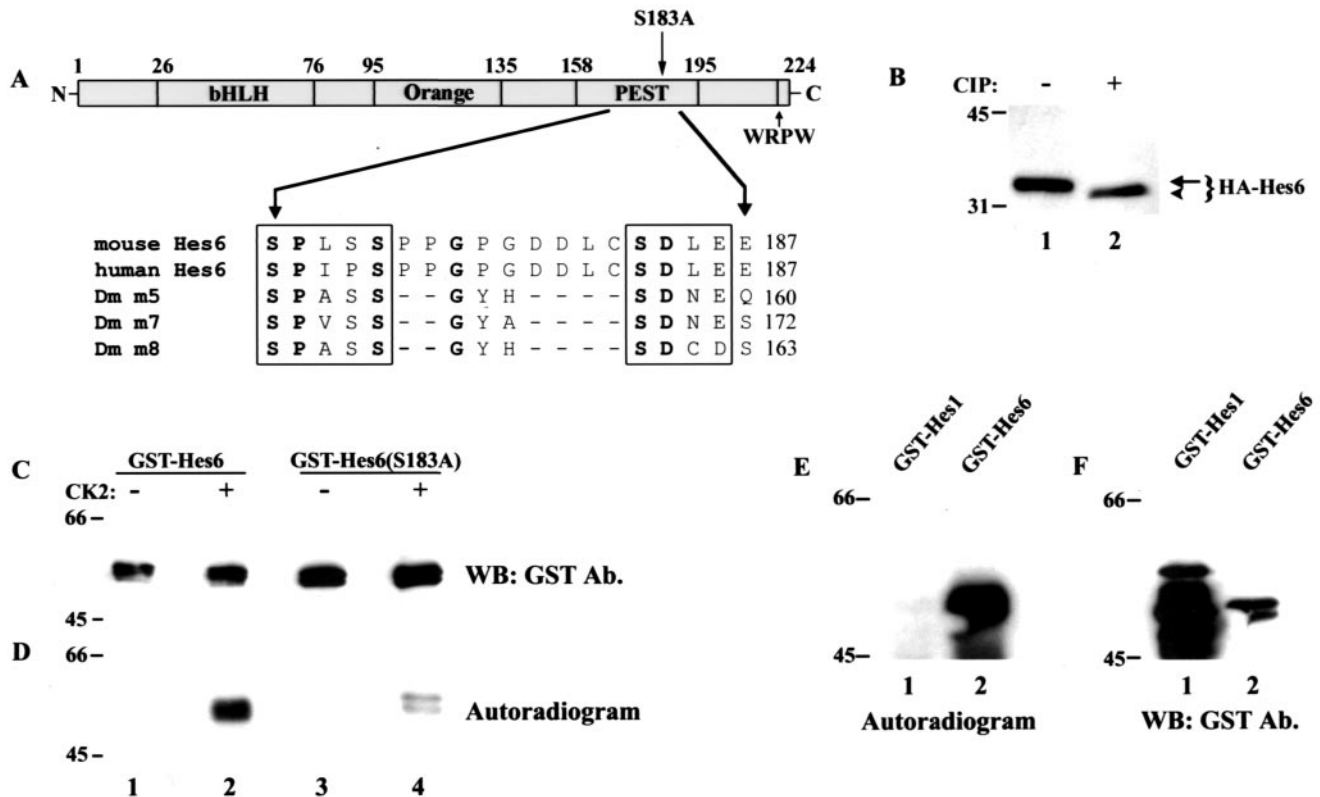 A
S183A
1 26 76 95 135 158 195 224
N- bHLH Orange PEST -C
WRPW
mouse Hes6 S P L S S P P G P G D D L C S D L E E 187
human Hes6 S P I P S P P G P G D D L C S D L E E 187
Dm m5 S P A S S - - G Y H - - - - S D N E Q 160
Dm m7 S P V S S - - G Y A - - - - S D N E S 172
Dm m8 S P A S S - - G Y H - - - - S D C D S 163
B
CIP: - +
45
31
HA-Hes6
1 2
C
GST-Hes6 GST-Hes6(S183A)
CK2: - + - +
66
WB: GST Ab.
45
D
66
Autoradiogram
45
1 2 3 4
E
GST-Hes1 GST-Hes6
66
45
1 2
Autoradiogram
F
GST-Hes1 GST-Hes6
66
45
1 2
WB: GST Ab.